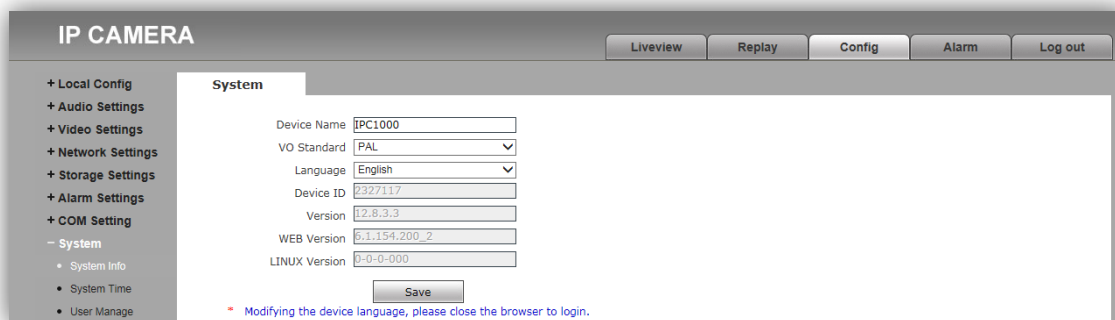 IP CAMERA
Liveview Replay Config Alarm Log out
+ Local Config
+ Audio Settings
+ Video Settings
+ Network Settings
+ Storage Settings
+ Alarm Settings
+ COM Setting
− System
• System Info
• System Time
• User Manage
System
Device Name IPC1000
VO Standard PAL
Language English
Device ID 2327117
Version 12.8.3.3
WEB Version 6.1.154.200_2
LINUX Version 0-0-0-000
Save
* Modifying the device language, please close the browser to login.